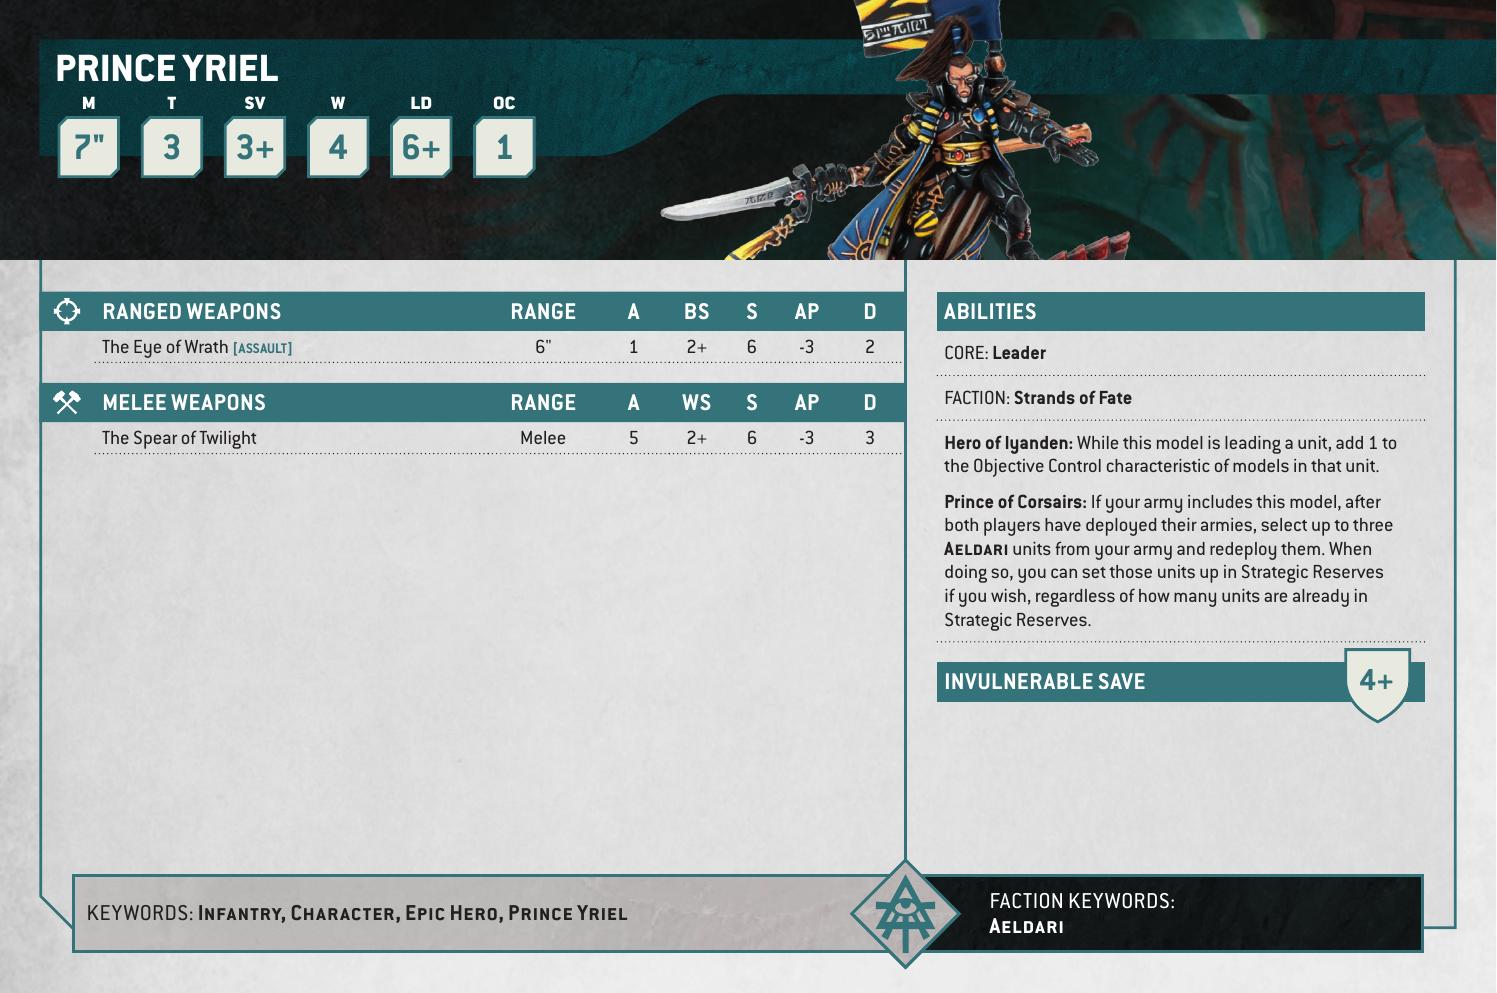 PRINCE YRIEL
M T SV W LD OC
7" 3 3+ 4 6+ 1
RANGED WEAPONS RANGE A BS S AP D
The Eye of Wrath [ASSAULT] 6" 1 2+ 6 -3 2
MELEE WEAPONS RANGE A WS S AP D
The Spear of Twilight Melee 5 2+ 6 -3 3
ABILITIES
CORE: Leader
FACTION: Strands of Fate
Hero of Iyanden: While this model is leading a unit, add 1 to
the Objective Control characteristic of models in that unit.
Prince of Corsairs: If your army includes this model, after
both players have deployed their armies, select up to three
AELDARI units from your army and redeploy them. When
doing so, you can set those units up in Strategic Reserves
if you wish, regardless of how many units are already in
Strategic Reserves.
INVULNERABLE SAVE 4+
KEYWORDS: INFANTRY, CHARACTER, EPIC HERO, PRINCE YRIEL
FACTION KEYWORDS:
AELDARI